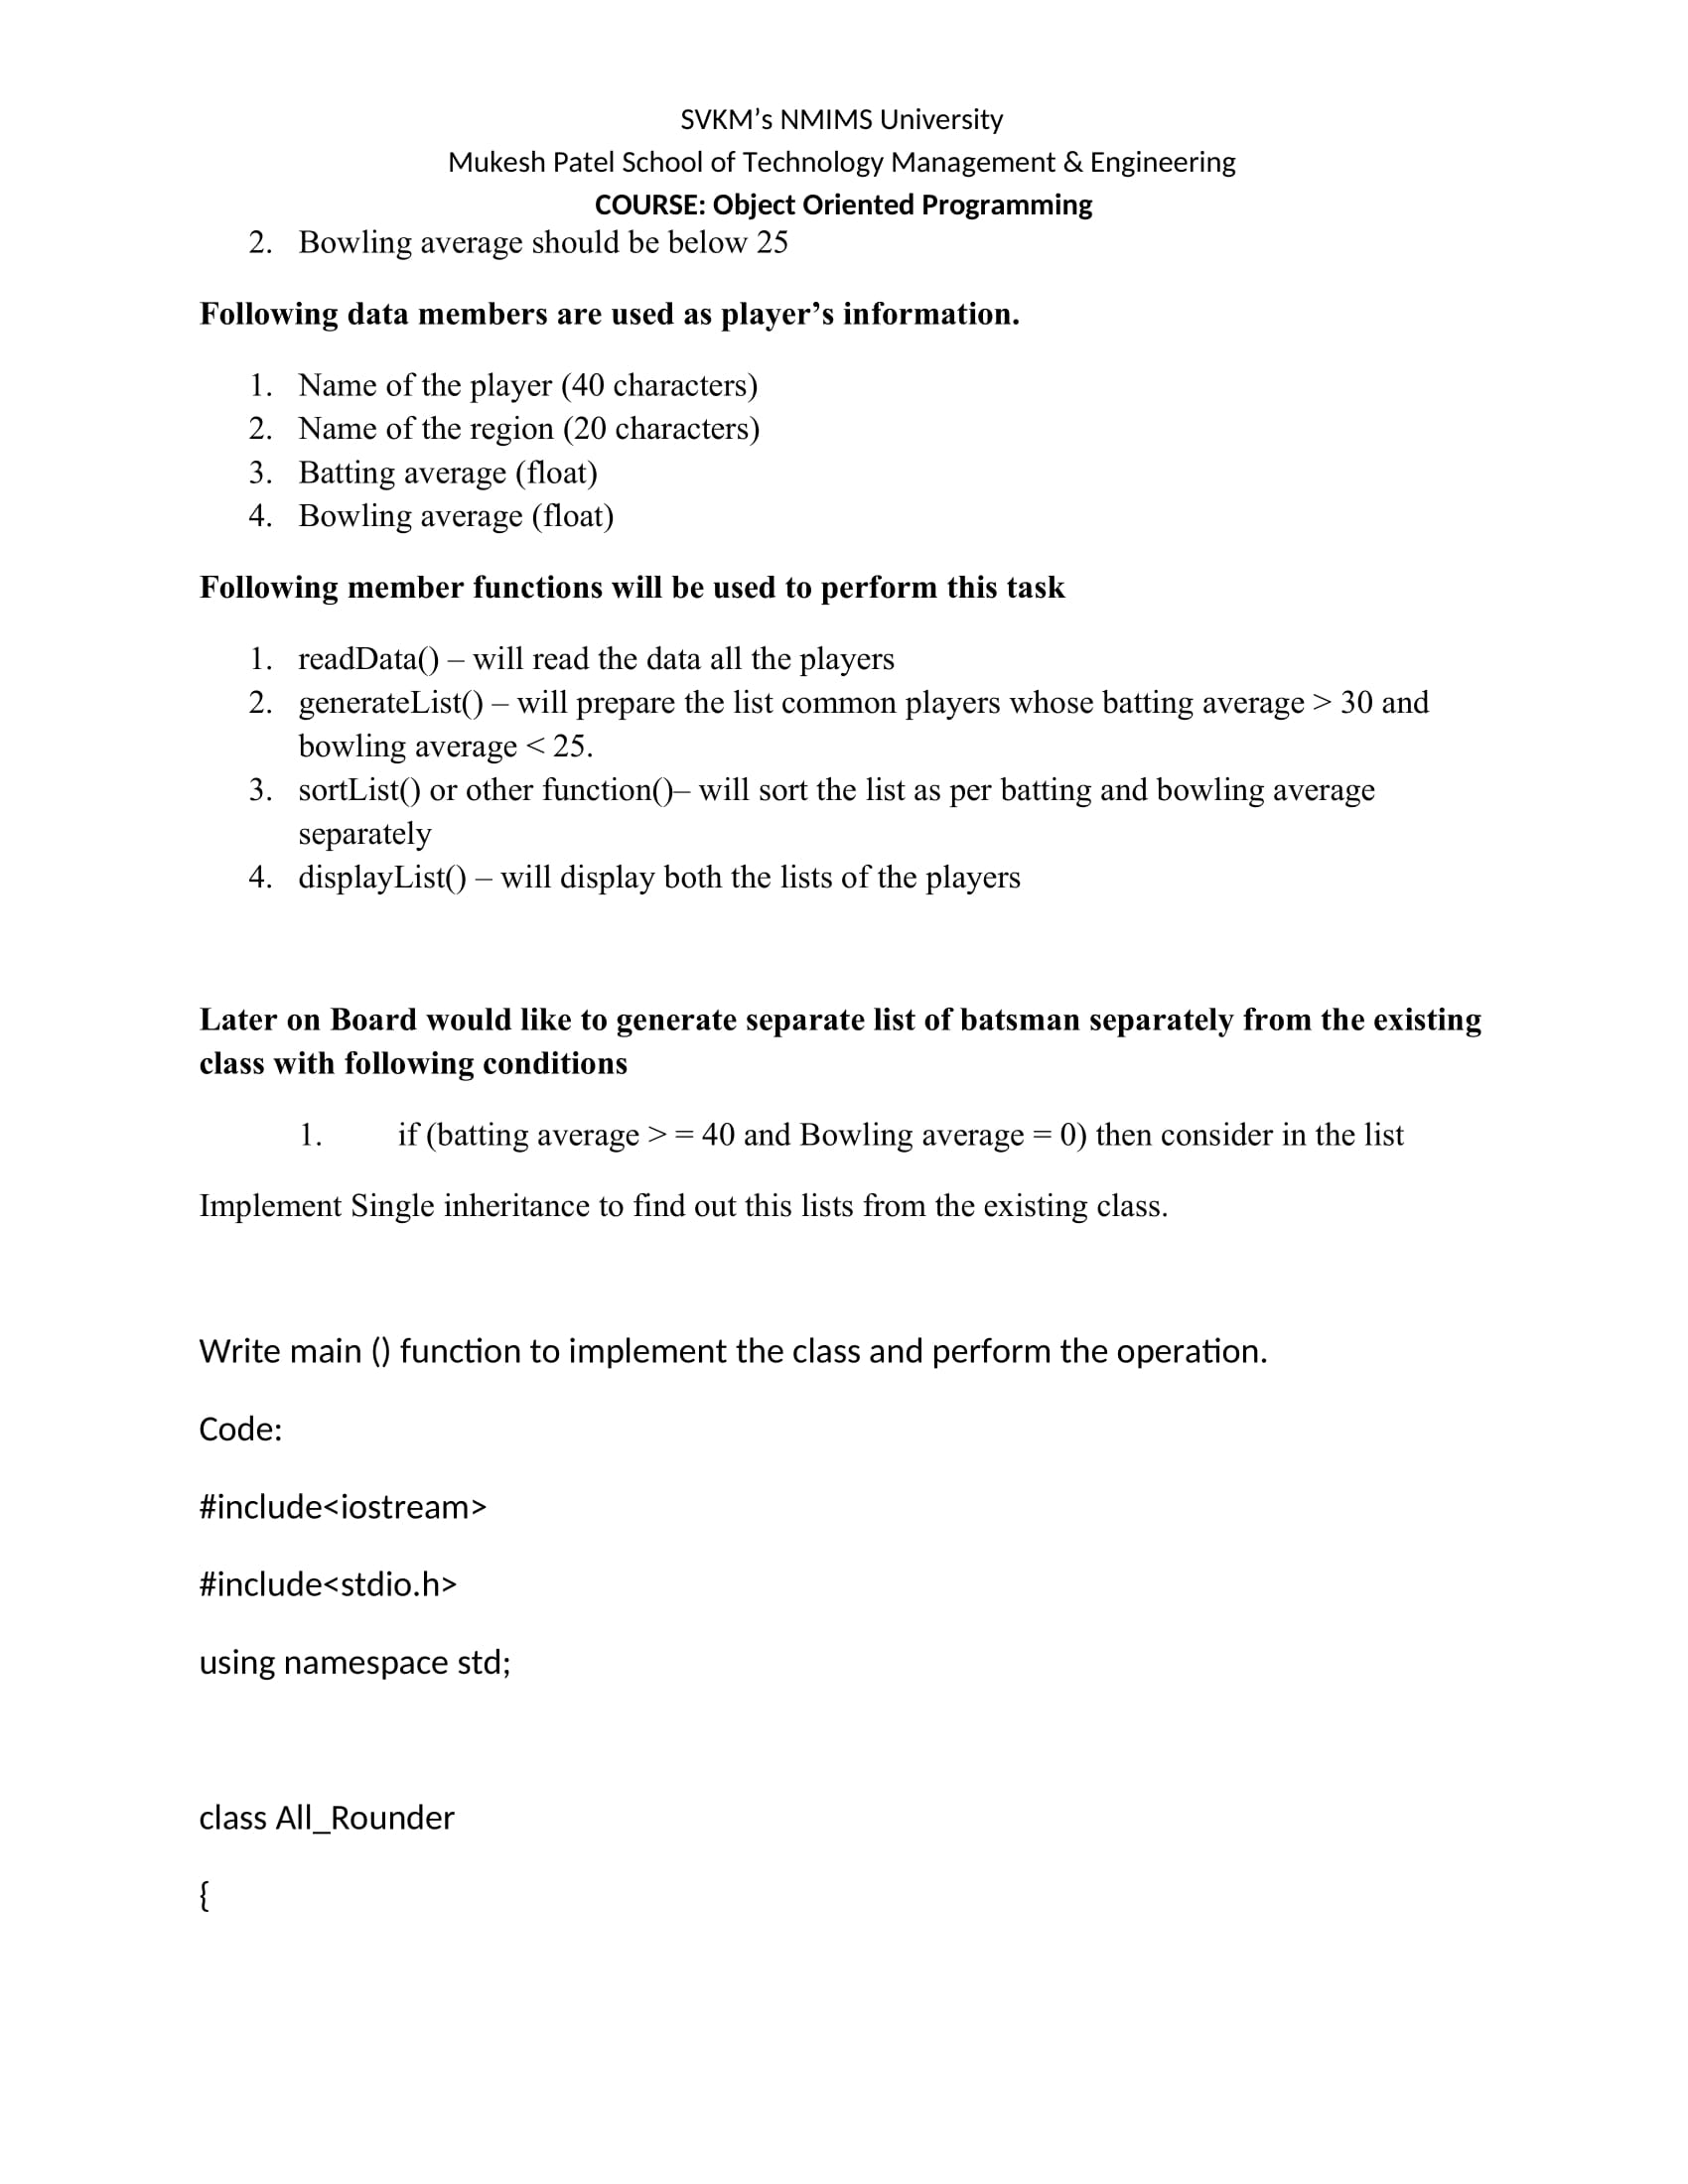 SVKM’s NMIMS University
Mukesh Patel School of Technology Management & Engineering
COURSE: Object Oriented Programming
2. Bowling average should be below 25
Following data members are used as player’s information.
1. Name of the player (40 characters)
2. Name of the region (20 characters)
3. Batting average (float)
4. Bowling average (float)
Following member functions will be used to perform this task
1. readData() – will read the data all the players
2. generateList() – will prepare the list common players whose batting average > 30 and
bowling average < 25.
3. sortList() or other function()– will sort the list as per batting and bowling average
separately
4. displayList() – will display both the lists of the players
Later on Board would like to generate separate list of batsman separately from the existing
class with following conditions
1. if (batting average > = 40 and Bowling average = 0) then consider in the list
Implement Single inheritance to find out this lists from the existing class.
Write main () function to implement the class and perform the operation.
Code:
#include<iostream>
#include<stdio.h>
using namespace std;
class All_Rounder
{